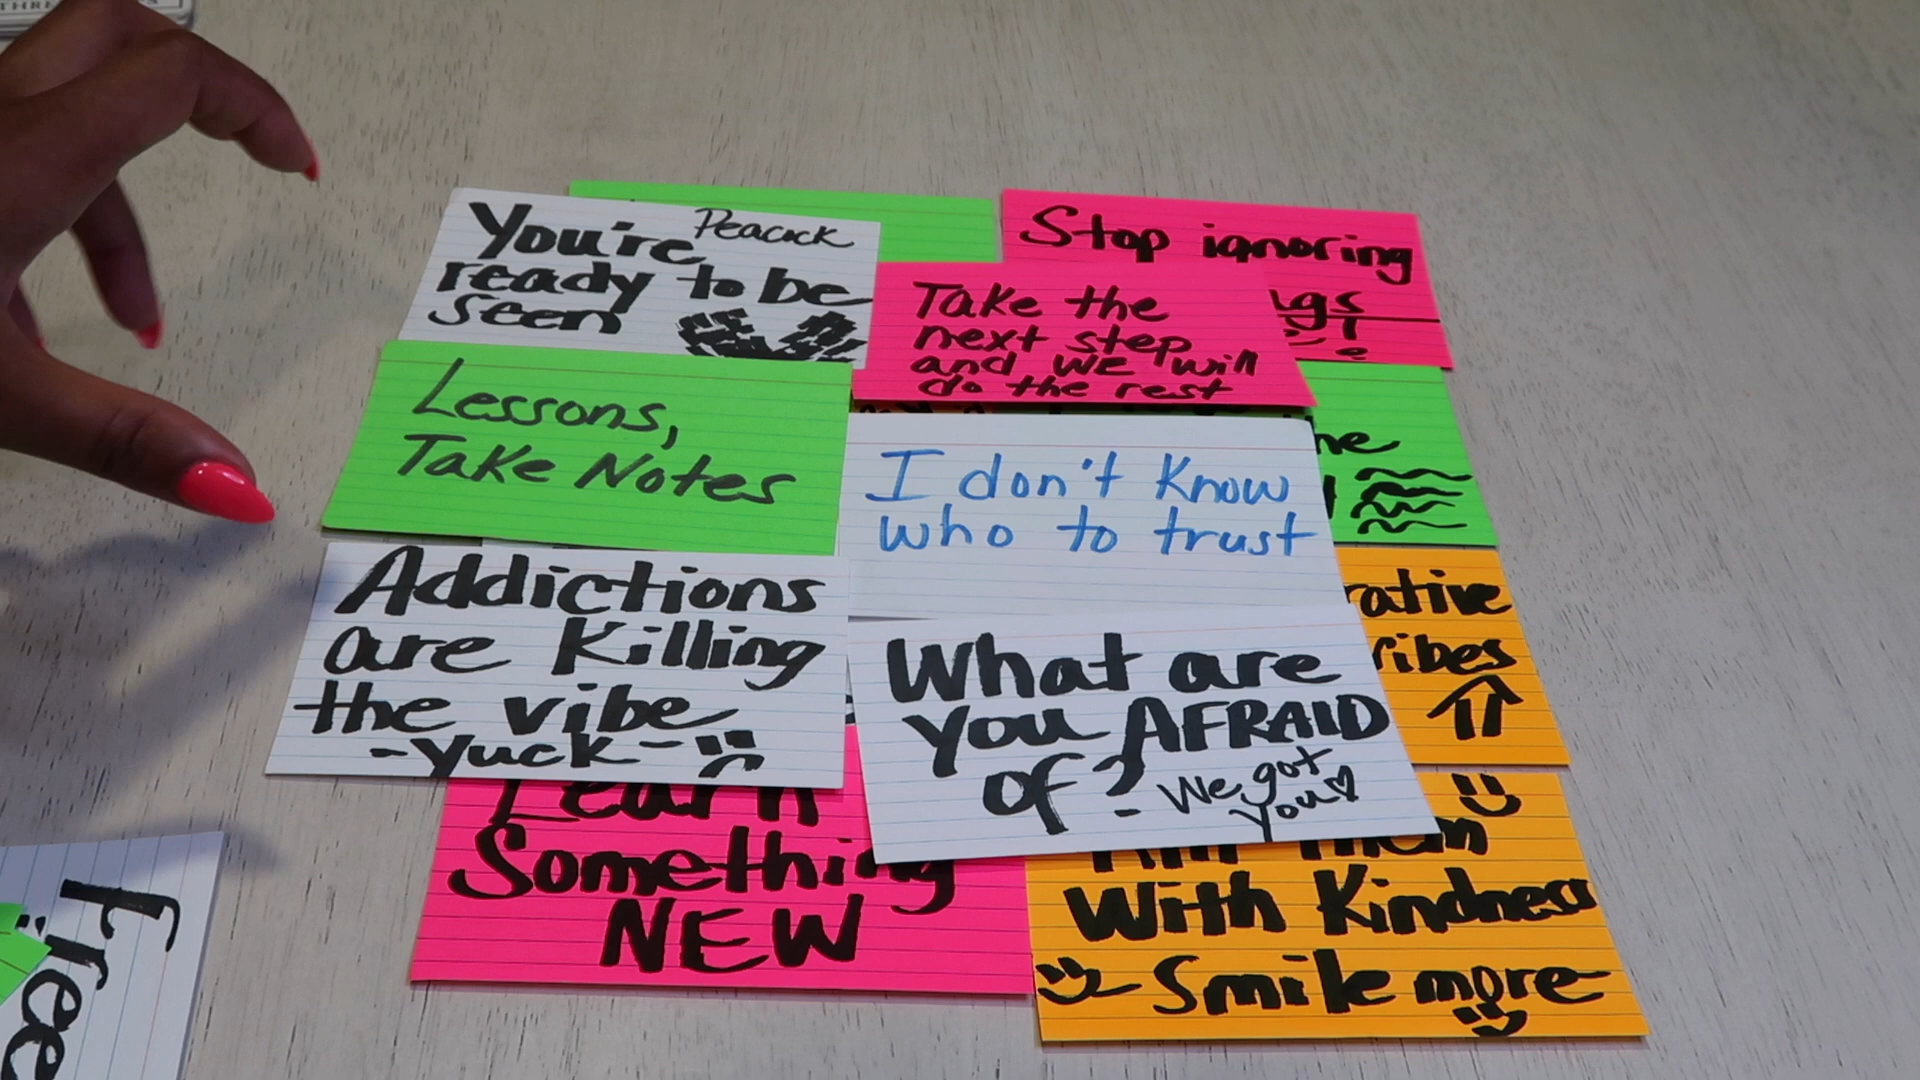 You're Peacock
ready to be
seen
Stop ignoring
Take the
next step
and we will
do the rest
Lessons,
Take Notes
I don't know
who to trust
Addictions
are Killing
the vibe
-Yuck-
What are
you AFRAID
of? - We got
you
Learn
Something
NEW
With Kindness
Smile more
Free